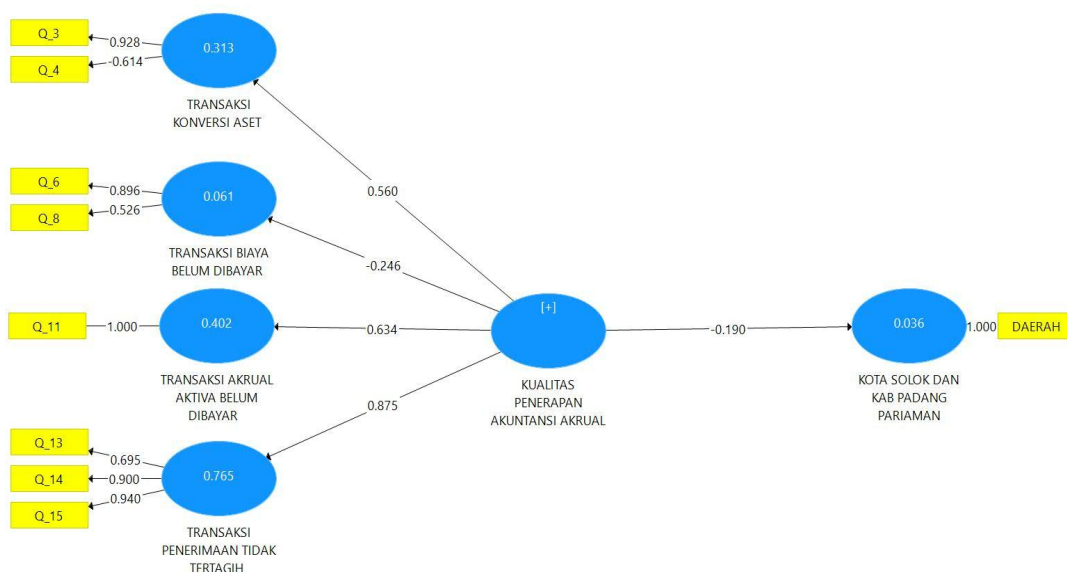 Q_3
0.928
Q_4
-0.614
0.313
TRANSAKSI
KONVERSI ASET
0.560
Q_6
0.896
Q_8
0.526
0.061
TRANSAKSI BIAYA
BELUM DIBAYAR
-0.246
Q_11
1.000
0.402
0.634
TRANSAKSI AKRUAL
AKTIVA BELUM
DIBAYAR
[+]
KUALITAS
PENERAPAN
AKUNTANSI AKRUAL
-0.190
0.036
1.000
DAERAH
KOTA SOLOK DAN
KAB PADANG
PARIAMAN
0.875
Q_13
0.695
Q_14
0.900
Q_15
0.940
0.765
TRANSAKSI
PENERIMAAN TIDAK
TERTAGIH